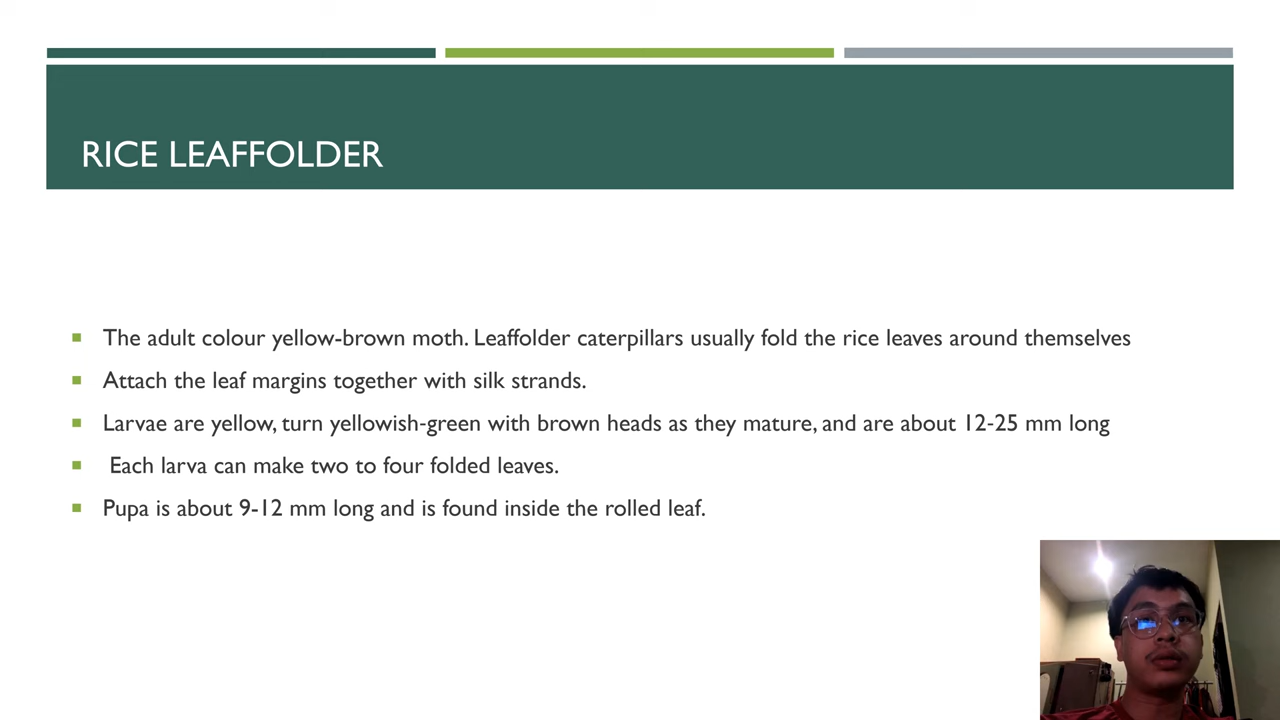 RICE LEAFFOLDER
The adult colour yellow-brown moth. Leaffolder caterpillars usually fold the rice leaves around themselves
Attach the leaf margins together with silk strands.
Larvae are yellow, turn yellowish-green with brown heads as they mature, and are about 12-25 mm long
Each larva can make two to four folded leaves.
Pupa is about 9-12 mm long and is found inside the rolled leaf.